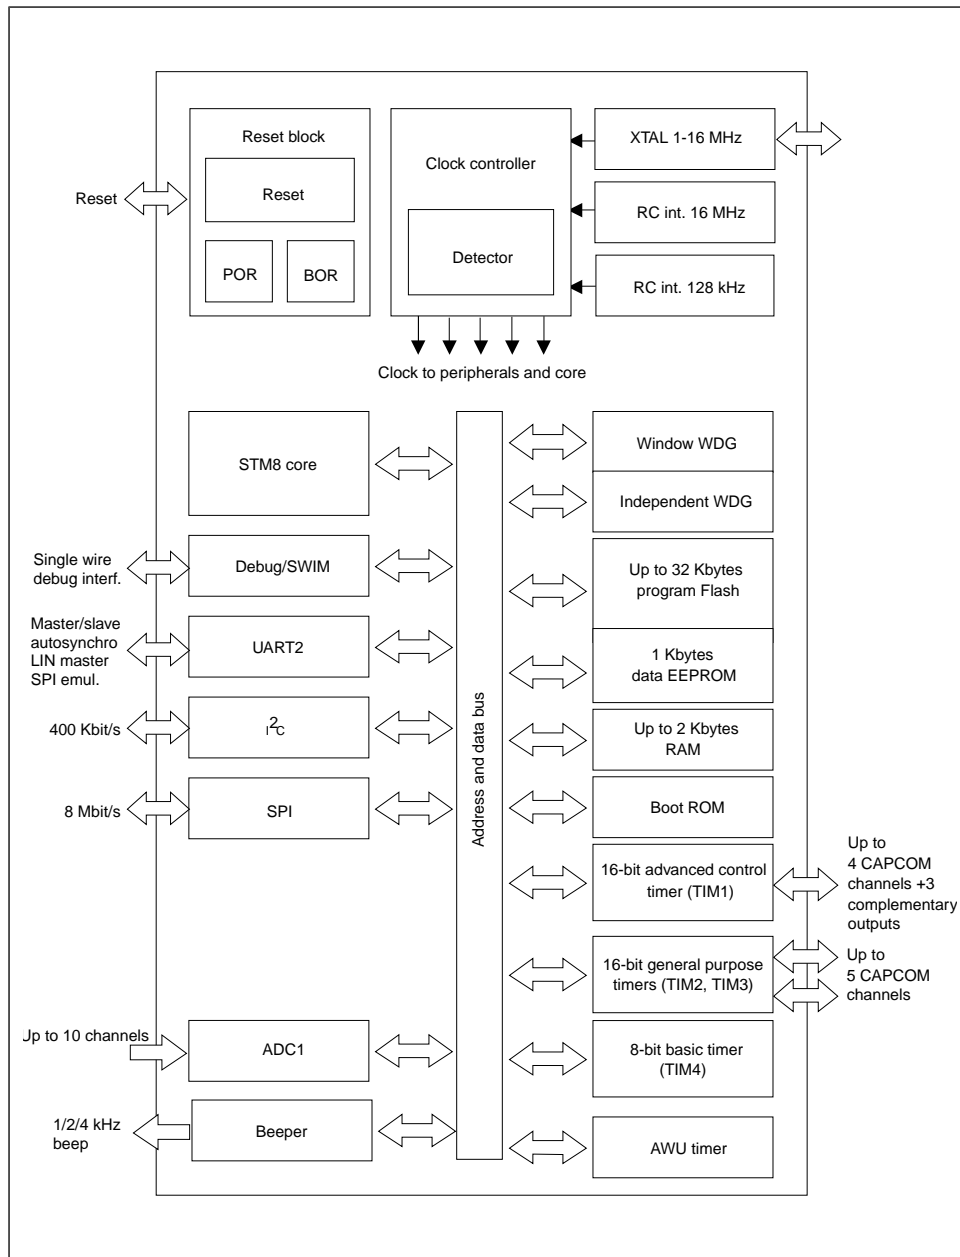 Reset block
Reset
POR
BOR
Reset
Clock controller
Detector
XTAL 1-16 MHz
RC int. 16 MHz
RC int. 128 kHz
Clock to peripherals and core
STM8 core
Debug/SWIM
Single wire
debug interf.
UART2
Master/slave
autosynchro
LIN master
SPI emul.
I2C
400 Kbit/s
SPI
8 Mbit/s
ADC1
Up to 10 channels
Beeper
1/2/4 kHz
beep
Address and data bus
Window WDG
Independent WDG
Up to 32 Kbytes
program Flash
1 Kbytes
data EEPROM
Up to 2 Kbytes
RAM
Boot ROM
16-bit advanced control
timer (TIM1)
Up to
4 CAPCOM
channels +3
complementary
outputs
16-bit general purpose
timers (TIM2, TIM3)
Up to
5 CAPCOM
channels
8-bit basic timer
(TIM4)
AWU timer